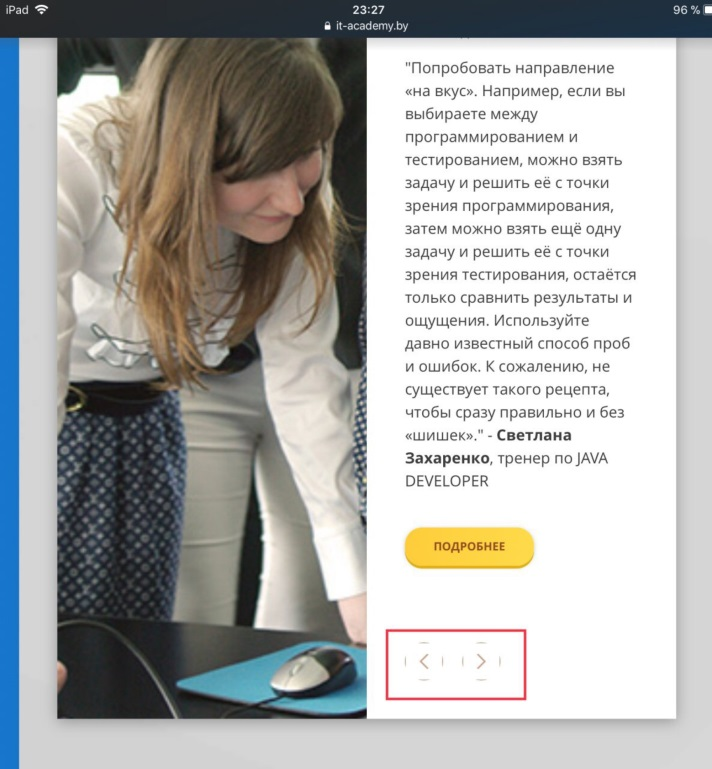 iPad 23:27 96 %
it-academy.by
"Попробовать направление
«на вкус». Например, если вы
выбираете между
программированием и
тестированием, можно взять
задачу и решить её с точки
зрения программирования,
затем можно взять ещё одну
задачу и решить её с точки
зрения тестирования, остаётся
только сравнить результаты и
ощущения. Используйте
давно известный способ проб
и ошибок. К сожалению, не
существует такого рецепта,
чтобы сразу правильно и без
«шишек»." - Светлана
Захаренко, тренер по JAVA
DEVELOPER
ПОДРОБНЕЕ